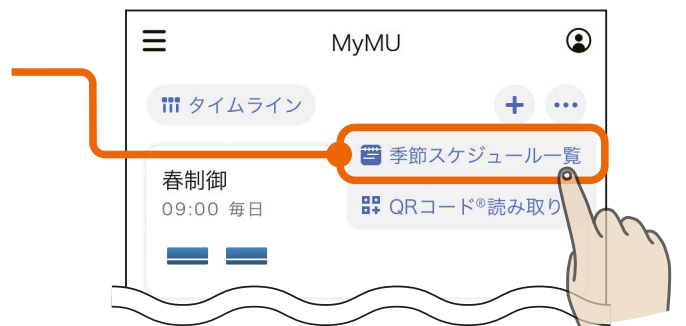 MyMU
タイムライン
季節スケジュール一覧
春制御
09:00 毎日
QRコード®読み取り